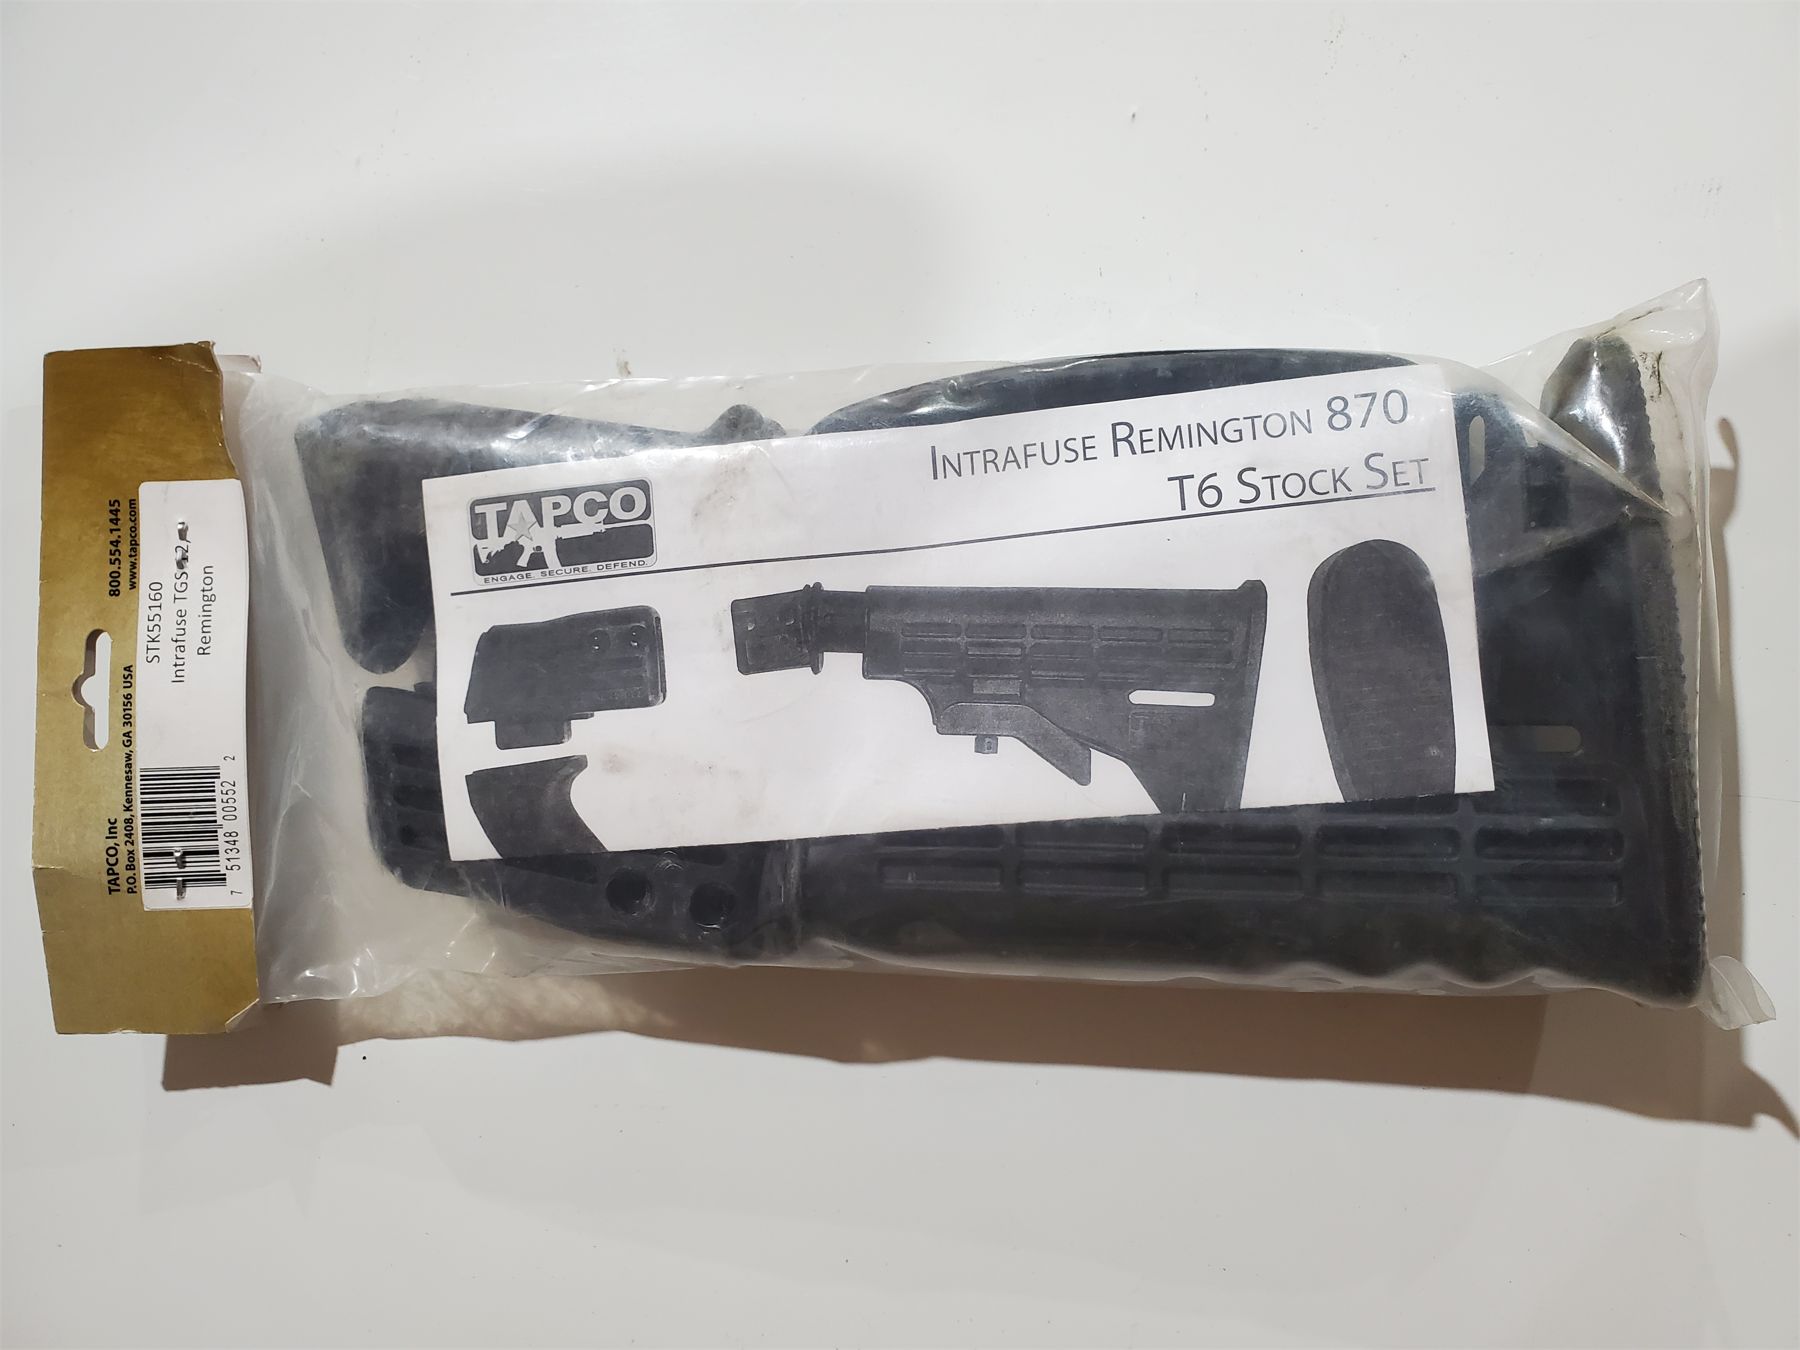 TAPCO
ENGAGE. SECURE. DEFEND.
INTRAFUSE REMINGTON 870
T6 STOCK SET
TAPCO, Inc
P.O. Box 2408, Kennesaw, GA 30156 USA
800.554.1445
www.tapco.com
STK55160
Intrafuse
Remington
7 51348 00552 2